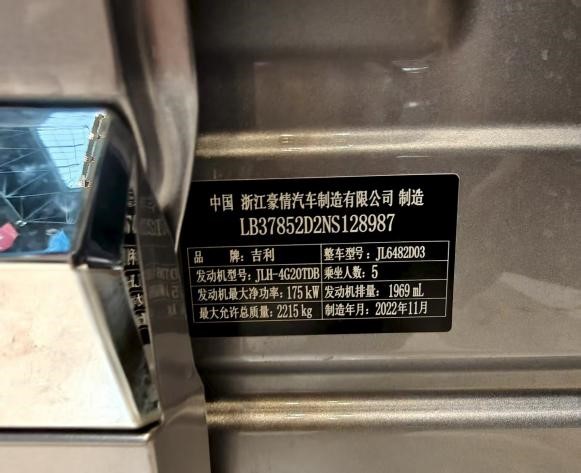 中国 浙江豪情汽车制造有限公司 制造
LB37852D2NS128987
品 牌：吉利 整车型号：JL6482D03
发动机型号：JLH-4G20TDB 乘坐人数：5
发动机最大净功率：175 kW 发动机排量：1969 mL
最大允许总质量：2215 kg 制造年月：2022年11月